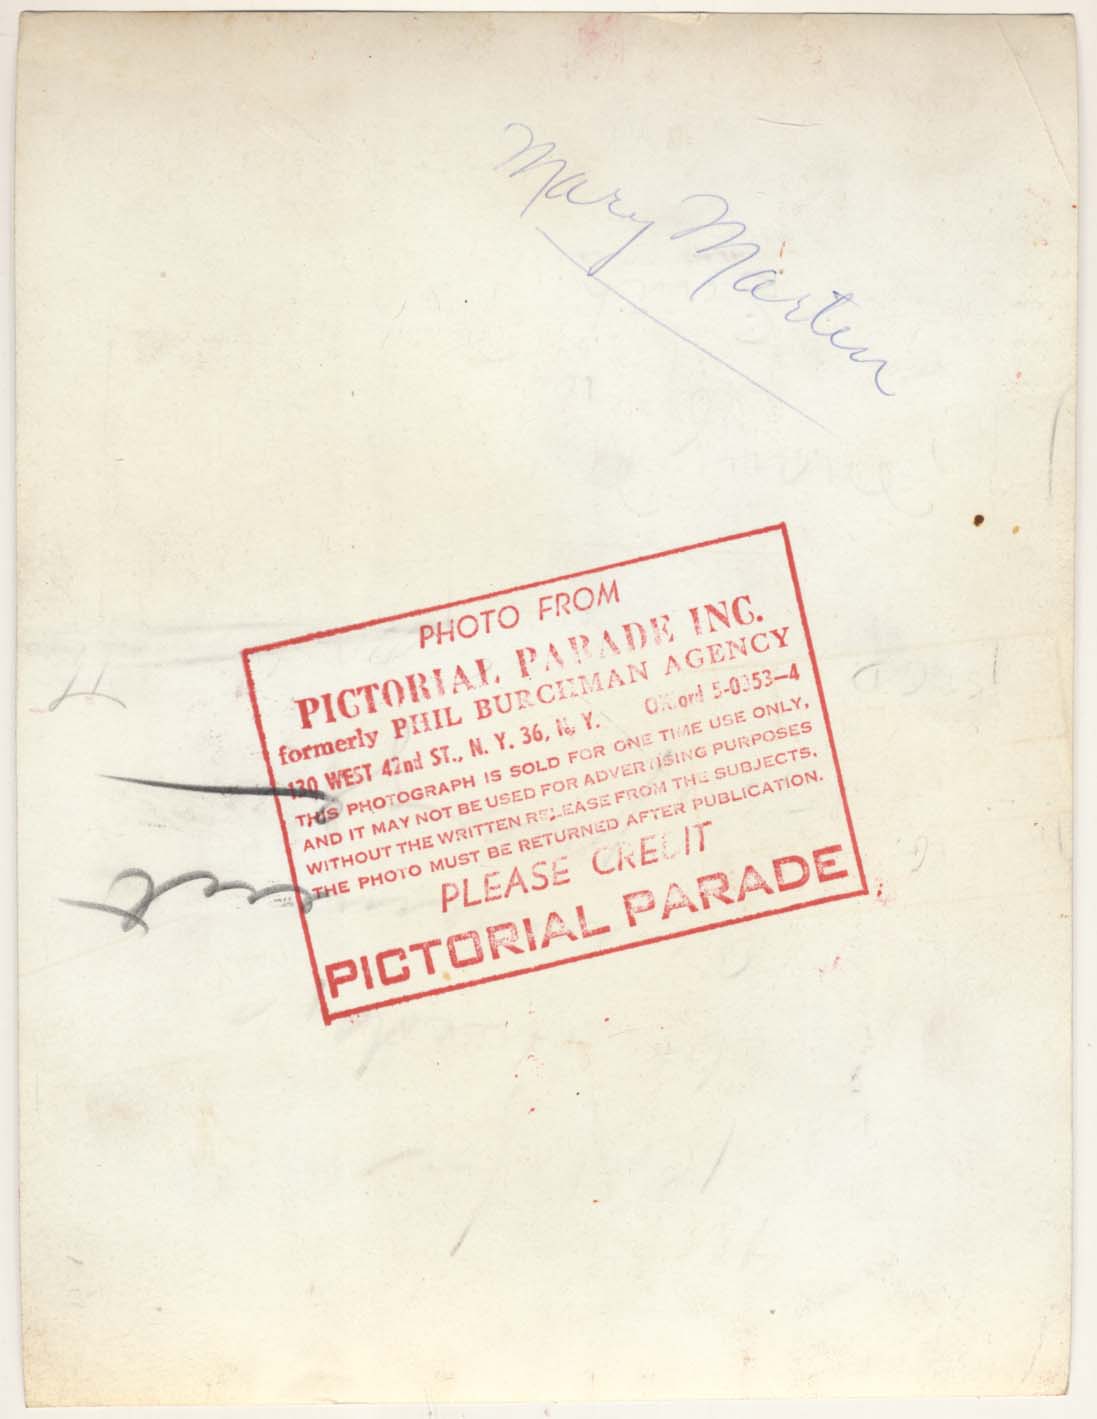 Mary Martin
PHOTO FROM
PICTORIAL PARADE INC.
formerly PHIL BURCHMAN AGENCY
130 WEST 42nd ST., N. Y. 36, N. Y. OXford 5-0353-4
THIS PHOTOGRAPH IS SOLD FOR ONE TIME USE ONLY,
AND IT MAY NOT BE USED FOR ADVERTISING PURPOSES
WITHOUT THE WRITTEN RELEASE FROM THE SUBJECTS.
THE PHOTO MUST BE RETURNED AFTER PUBLICATION.
PLEASE CREDIT
PICTORIAL PARADE